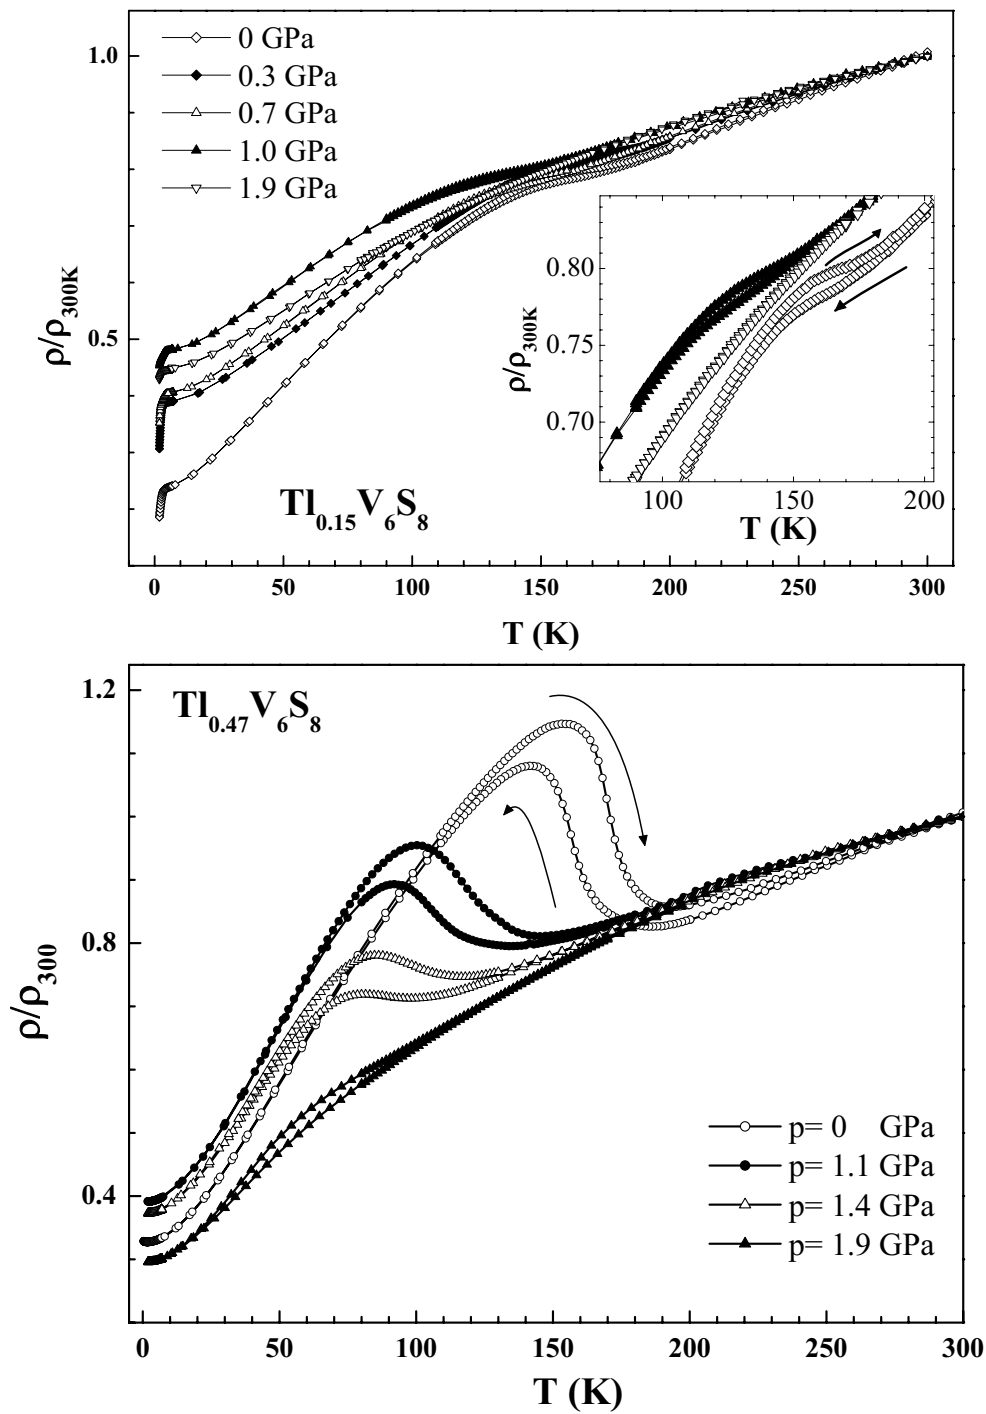 0 GPa
0.3 GPa
0.7 GPa
1.0 GPa
1.9 GPa
1.0
0.5
ρ/ρ300K
Tl0.15V6S8
0 50 100 150 200 250 300
T (K)
0.80
0.75
0.70
ρ/ρ300K
100 150 200
T (K)
Tl0.47V6S8
1.2
0.8
0.4
ρ/ρ300
p= 0 GPa
p= 1.1 GPa
p= 1.4 GPa
p= 1.9 GPa
0 50 100 150 200 250 300
T (K)